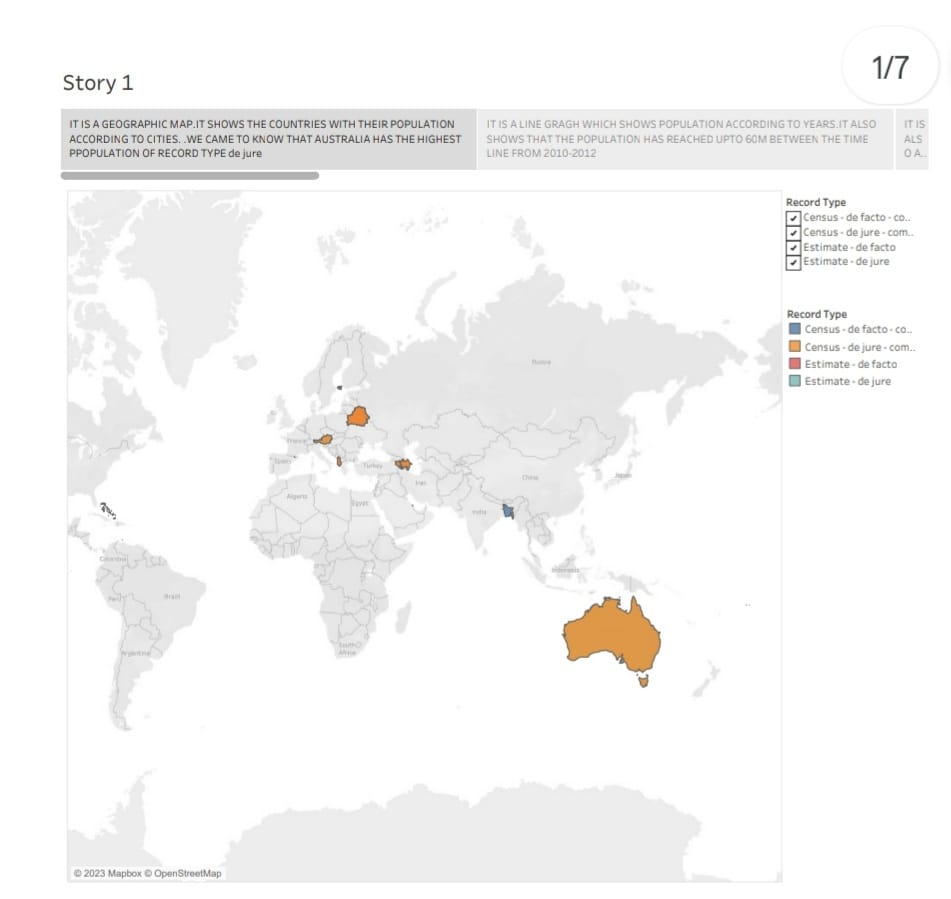 1/7
Story 1
IT IS A GEOGRAPHIC MAP.IT SHOWS THE COUNTRIES WITH THEIR POPULATION
ACCORDING TO CITIES. .WE CAME TO KNOW THAT AUSTRALIA HAS THE HIGHEST
PPOPULATION OF RECORD TYPE de jure
IT IS A LINE GRAGH WHICH SHOWS POPULATION ACCORDING TO YEARS.IT ALSO
SHOWS THAT THE POPULATION HAS REACHED UPTO 60M BETWEEN THE TIME
LINE FROM 2010-2012
IT IS
ALS
O A..
Record Type
Census - de facto - co..
Census - de jure - com..
Estimate - de facto
Estimate - de jure
Record Type
Census - de facto - co..
Census - de jure - com..
Estimate - de facto
Estimate - de jure
Russia
France
Spain
Turkey
Iran
China
Japan
Algeria
Egypt
India
Colombia
Indonesia
Peru
Brazil
South
Africa
Argentina
© 2023 Mapbox © OpenStreetMap